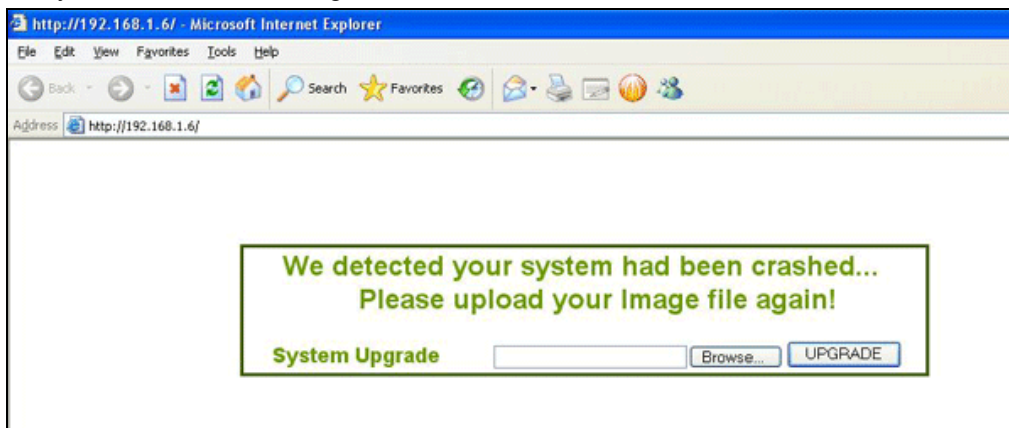 http://192.168.1.6/ - Microsoft Internet Explorer
File Edit View Favorites Tools Help
Back Search Favorites
Address http://192.168.1.6/
We detected your system had been crashed...
Please upload your Image file again!
System Upgrade Browse... UPGRADE